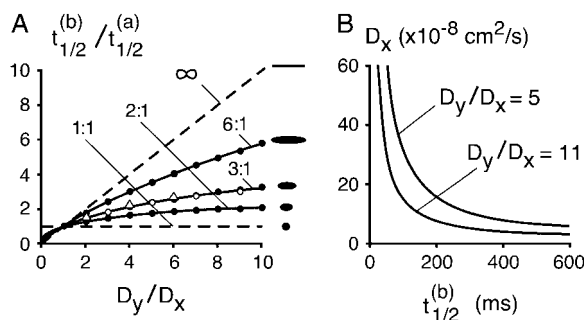 A
t1/2(b)/t1/2(a)
10
8
6
4
2
0
0 2 4 6 8 10
Dy/Dx
∞
1:1
2:1
6:1
3:1
B
Dx (x10-8 cm2/s)
60
40
20
0
0 200 400 600
t1/2(b) (ms)
Dy/Dx = 5
Dy/Dx = 11